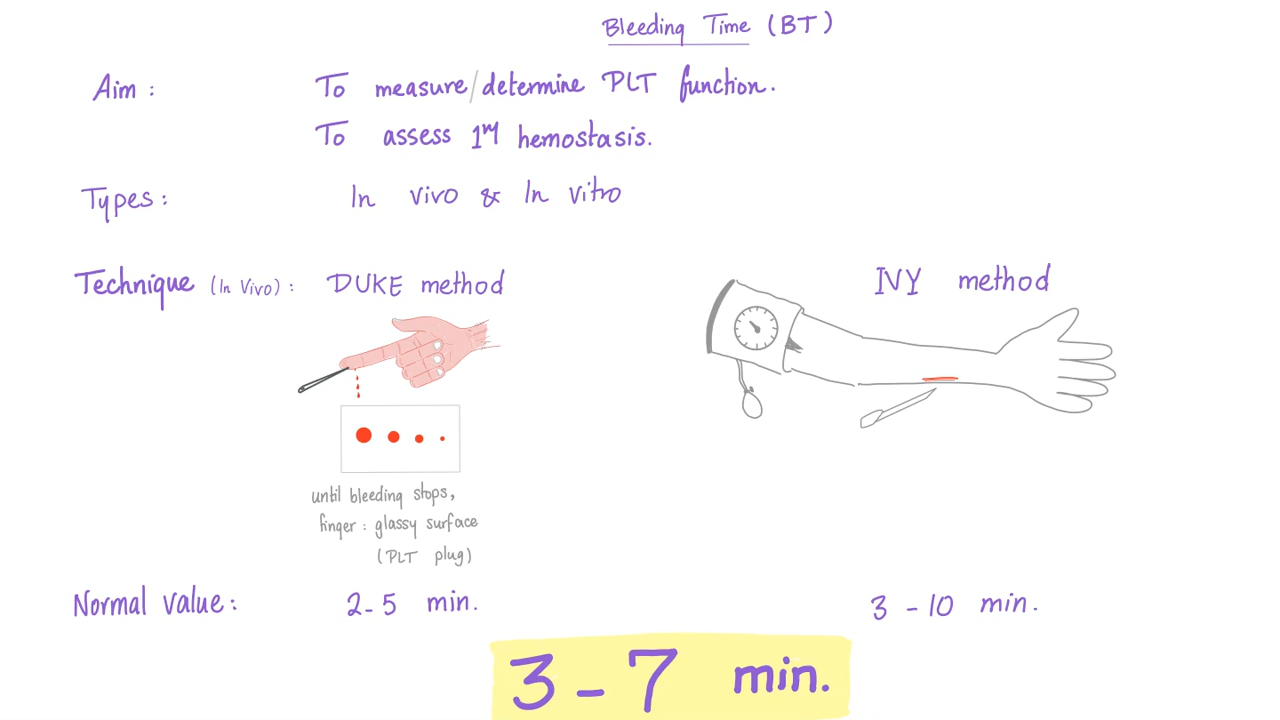 Bleeding Time (BT)
Aim : To measure/determine PLT function.
To assess 1ry hemostasis.
Types : In vivo & In vitro
Technique (In Vivo) : DUKE method IVY method
until bleeding stops,
finger : glassy surface
(PLT plug)
Normal value : 2-5 min. 3-10 min.
3-7 min.